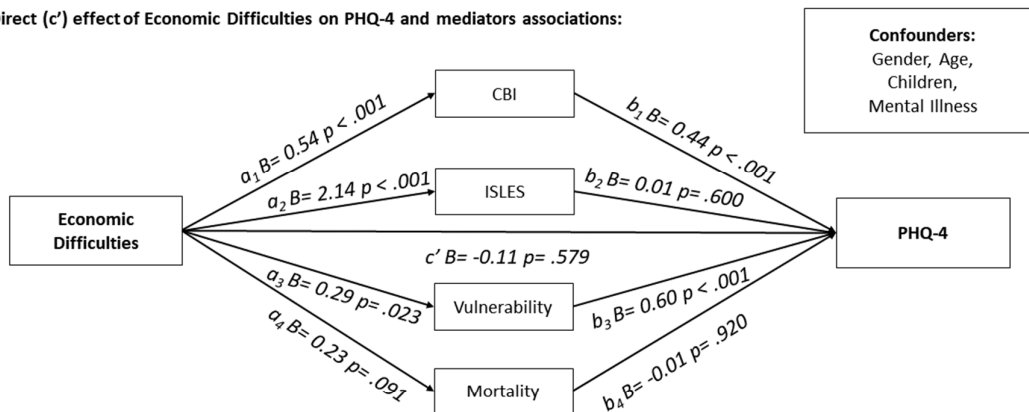 Direct (c') effect of Economic Difficulties on PHQ-4 and mediators associations:
Confounders:
Gender, Age,
Children,
Mental Illness
CBI
a₁ B= 0.54 p < .001
b₁ B= 0.44 p < .001
ISLES
a₂ B= 2.14 p < .001
b₂ B= 0.01 p= .600
Economic
Difficulties
PHQ-4
c' B= -0.11 p= .579
a₃ B= 0.29 p= .023
Vulnerability
b₃ B= 0.60 p < .001
a₄ B= 0.23 p= .091
Mortality
b₄ B= -0.01 p= .920